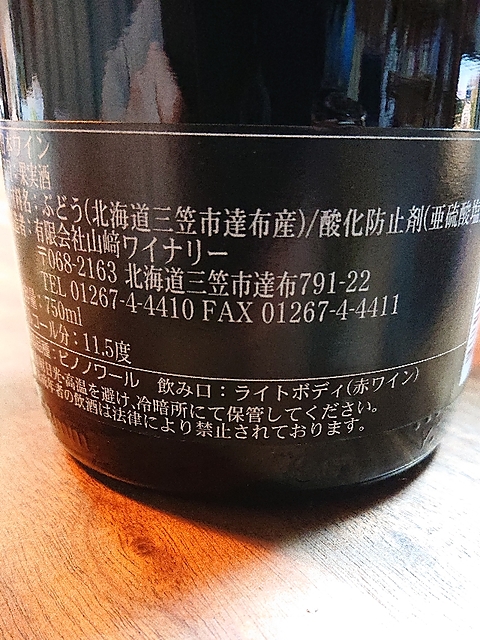 ワイン
果実酒
名：ぶどう(北海道三笠市達布産)/酸化防止剤(亜硫酸塩
者：有限会社山﨑ワイナリー
〒068-2163 北海道三笠市達布791-22
TEL 01267-4-4410 FAX 01267-4-4411
量：750ml
コール分：11.5度
ピノノワール 飲み口：ライトボディ(赤ワイン)
日光・高温を避け、冷暗所にて保管してください。
年者の飲酒は法律により禁止されております。